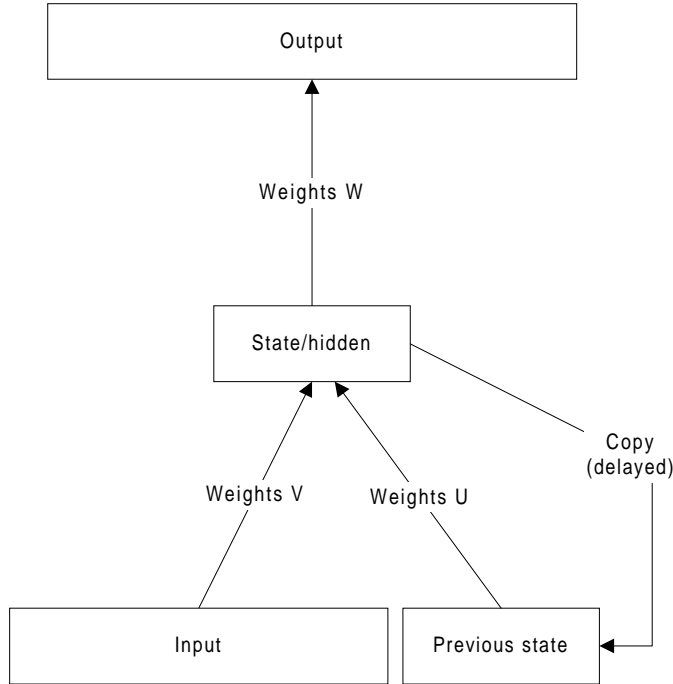 Output
Weights W
State/hidden
Copy
(delayed)
Weights V
Weights U
Input
Previous state